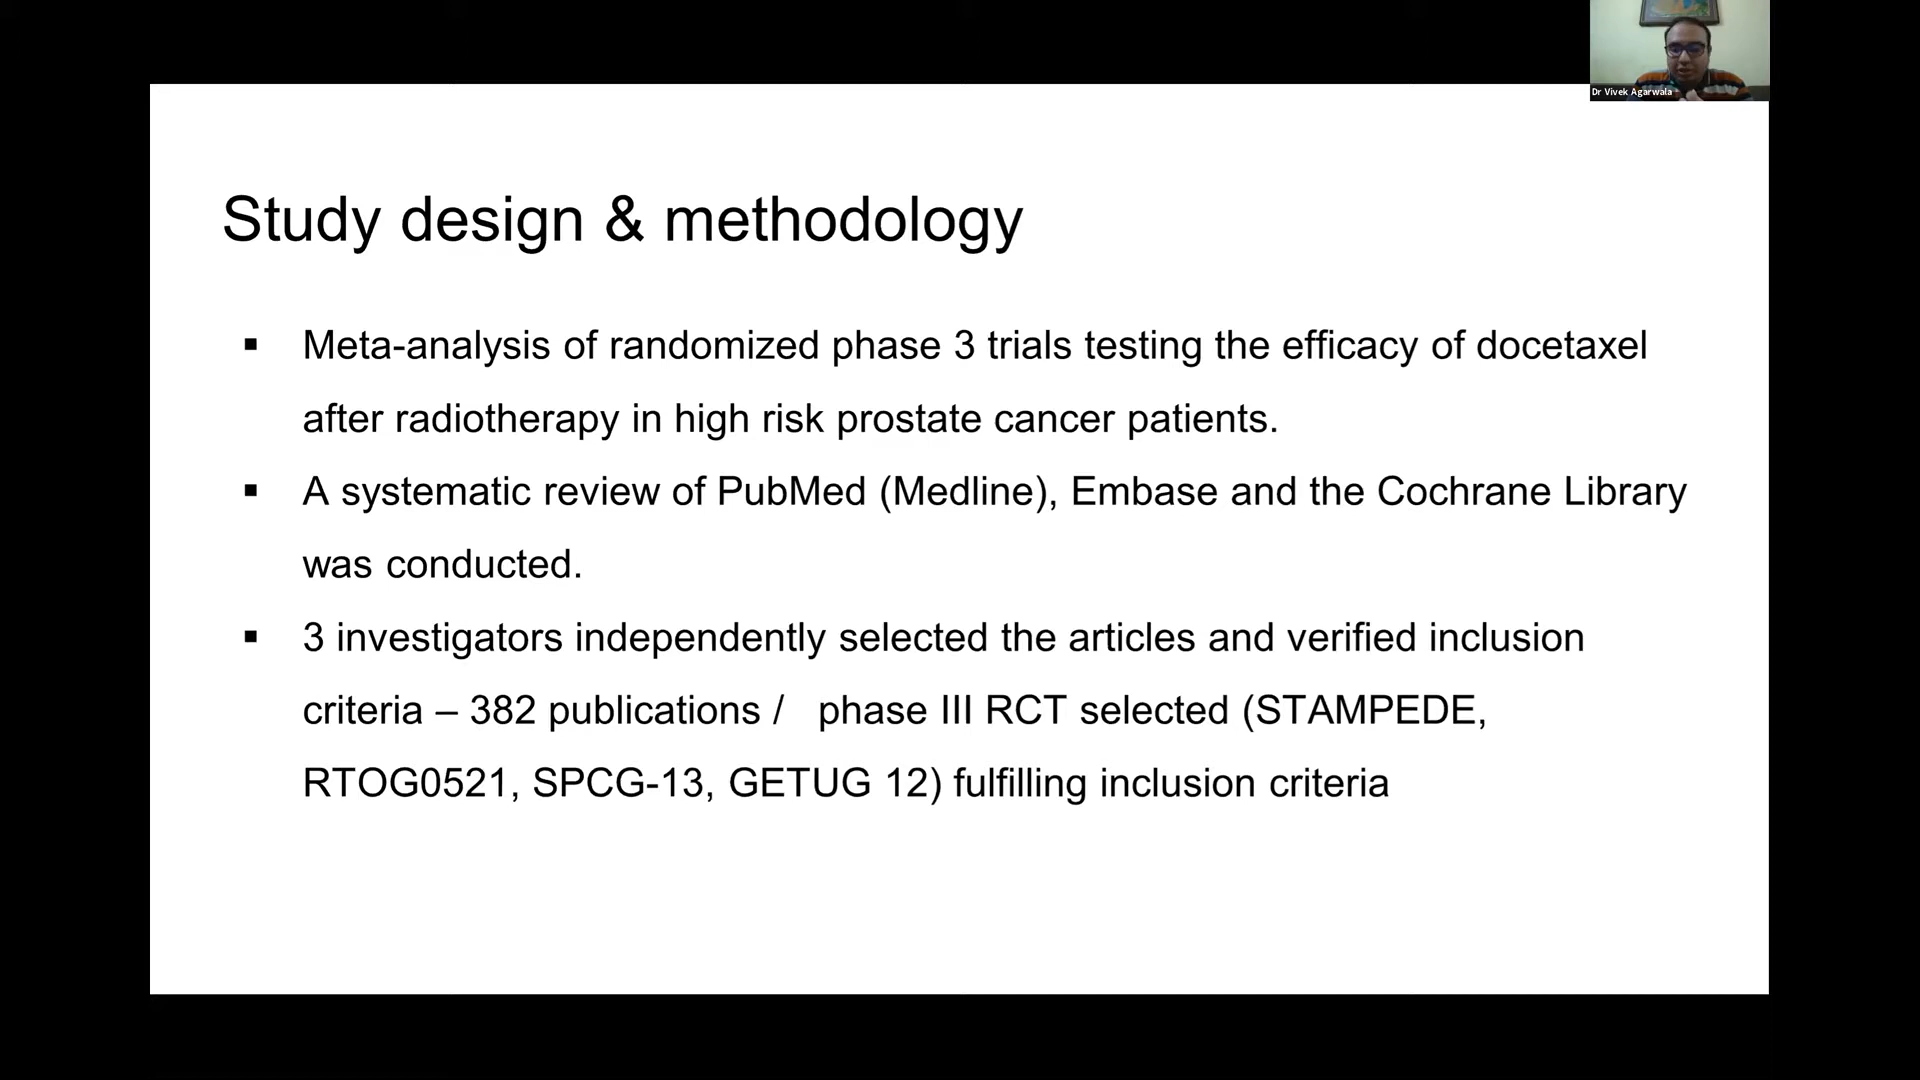 Dr Vivek Agarwala
Study design & methodology
▪ Meta-analysis of randomized phase 3 trials testing the efficacy of docetaxel
after radiotherapy in high risk prostate cancer patients.
▪ A systematic review of PubMed (Medline), Embase and the Cochrane Library
was conducted.
▪ 3 investigators independently selected the articles and verified inclusion
criteria – 382 publications / phase III RCT selected (STAMPEDE,
RTOG0521, SPCG-13, GETUG 12) fulfilling inclusion criteria